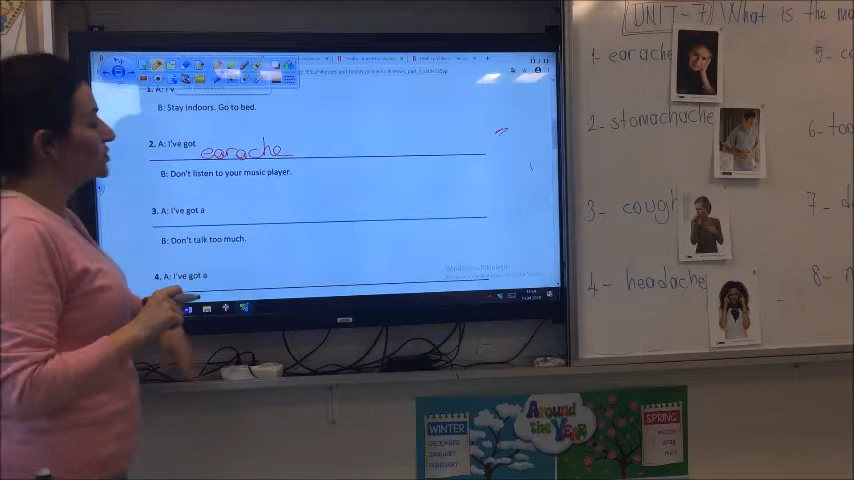 1. A: I'v
B: Stay indoors. Go to bed.
2. A: I've got earache
B: Don't listen to your music player.
3. A: I've got a
B: Don't talk too much.
4. A: I've got a
UNIT-7 What is the ma
1- earache
2- stomachache
3- cough
4- headache
5- c
6- too
7- d
8-
Around
the YEAR
WINTER
DECEMBER
JANUARY
FEBRUARY
SPRING
MARCH
APRIL
MAY